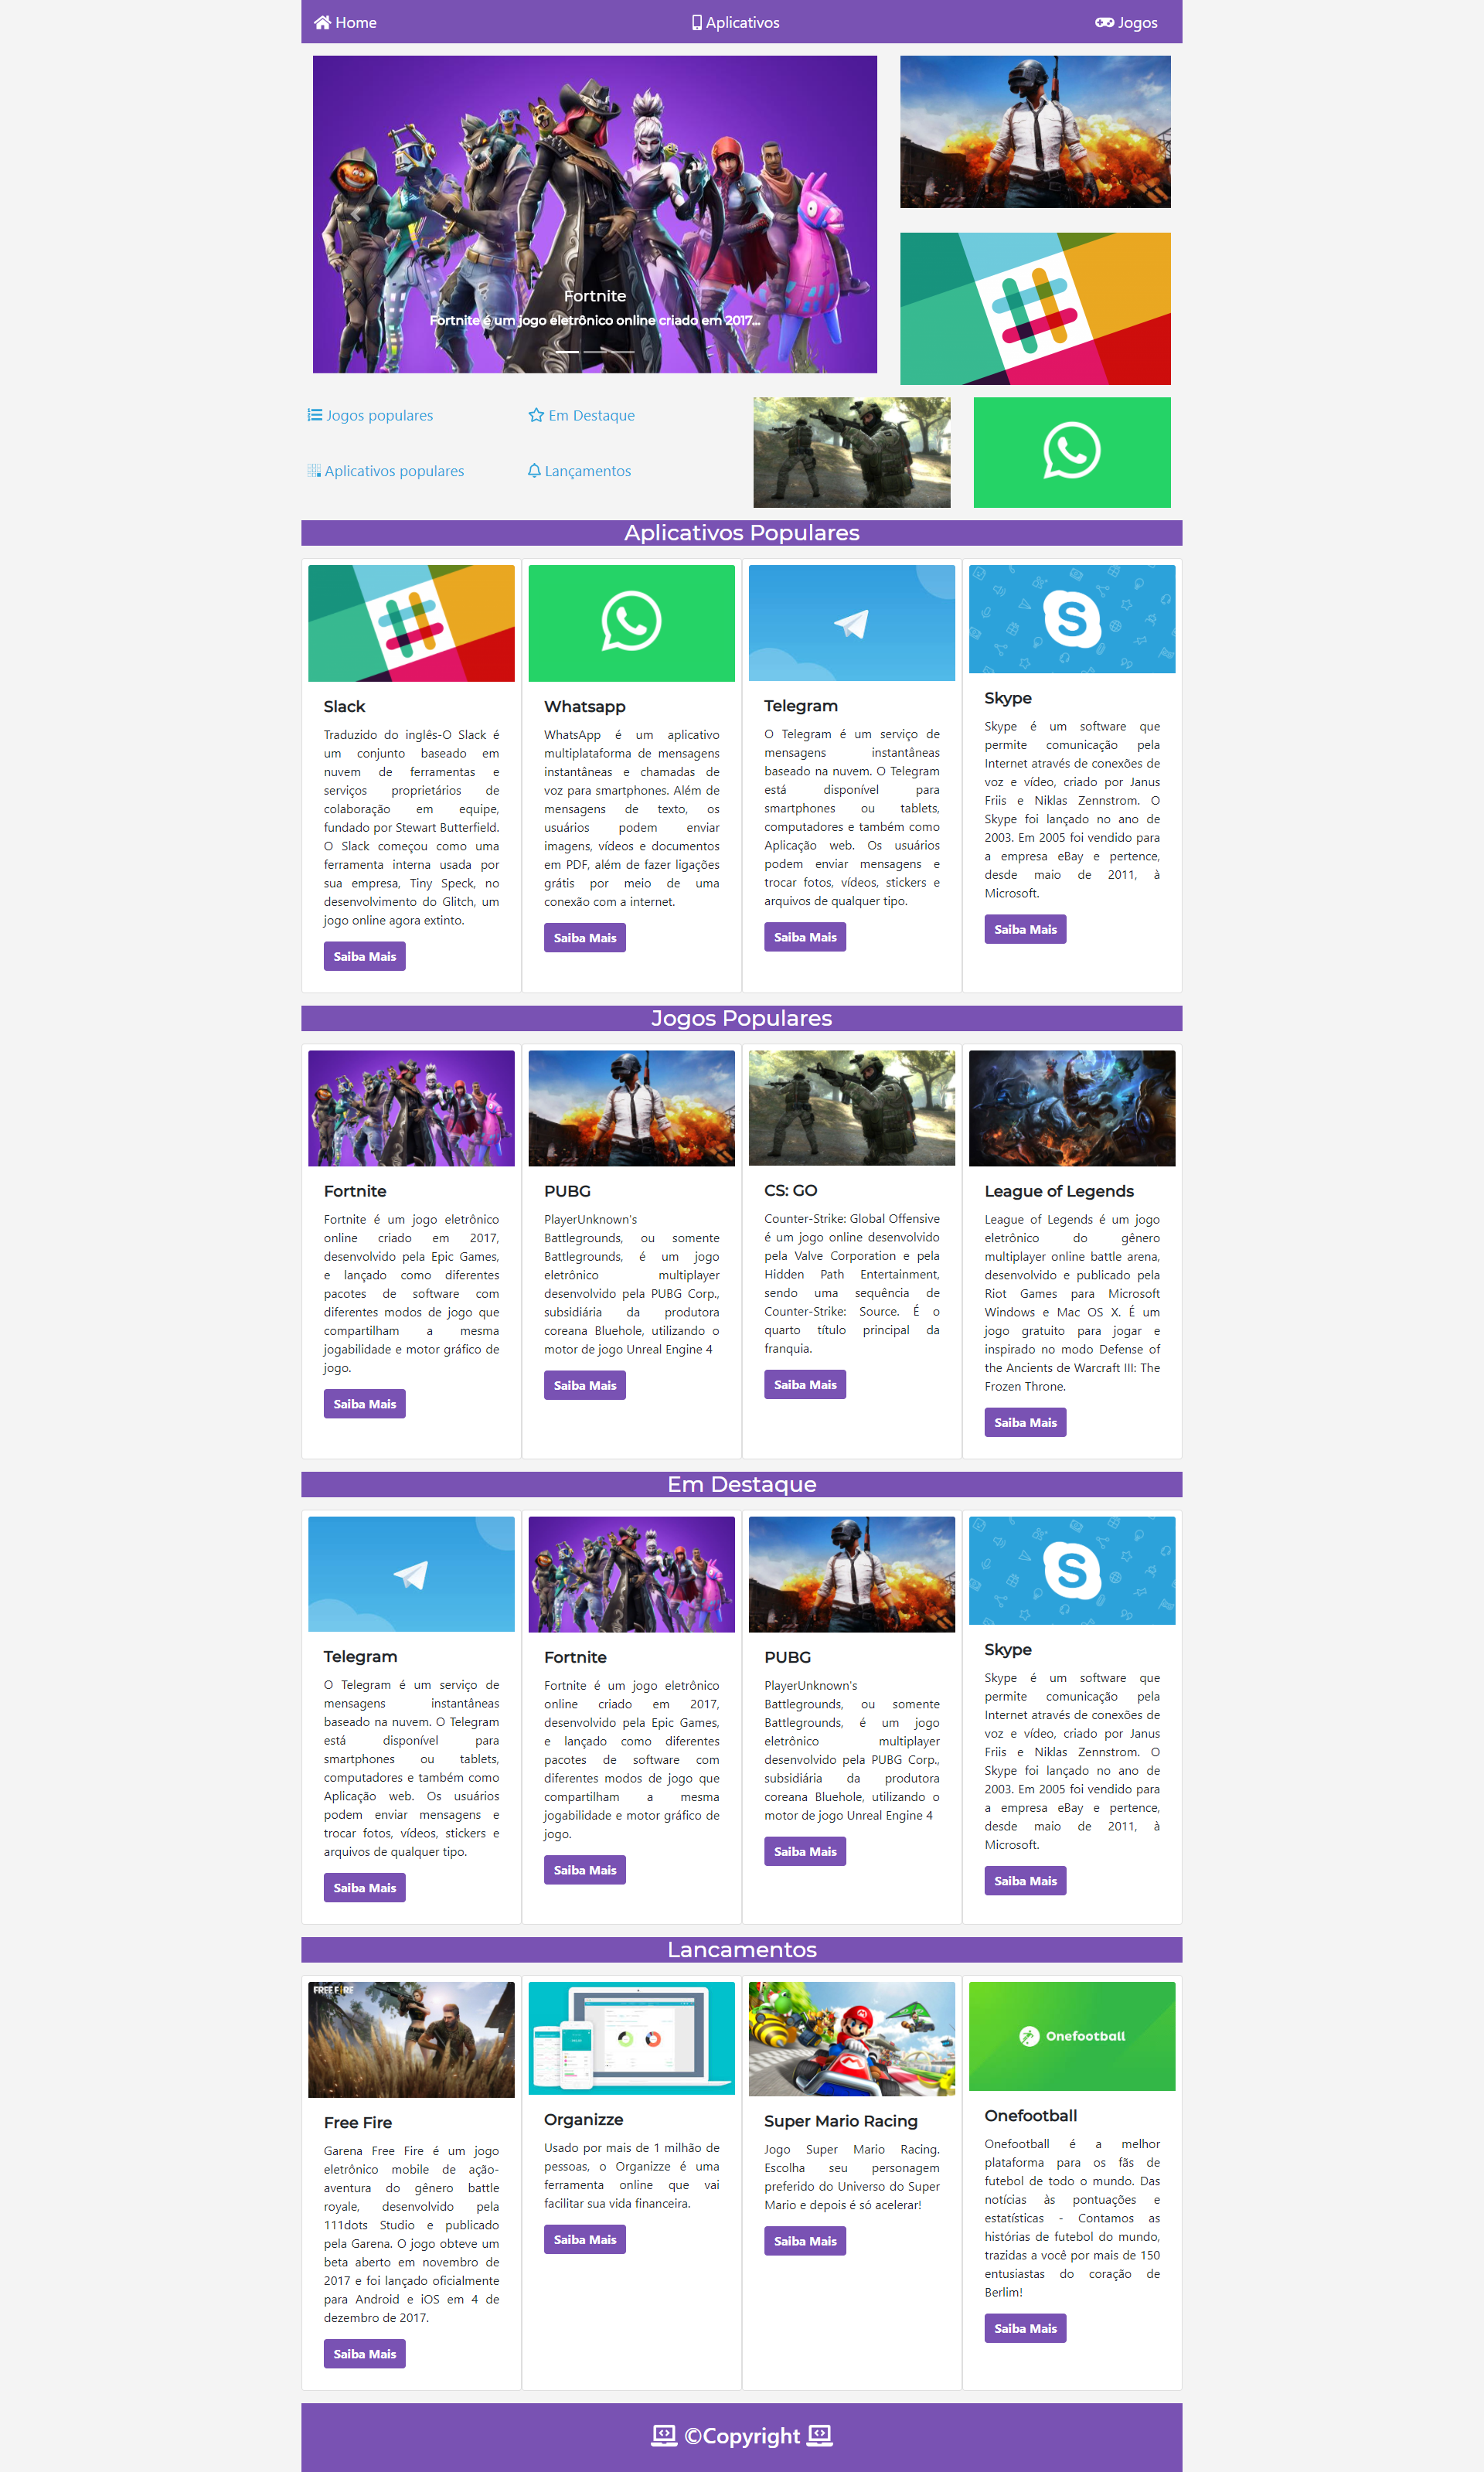 Home
Aplicativos
Jogos
Fortnite
Fortnite é um jogo eletrônico online criado em 2017...
Jogos populares
Em Destaque
Aplicativos populares
Lançamentos
Aplicativos Populares
Slack
Traduzido do inglês-O Slack é
um conjunto baseado em
nuvem de ferramentas e
serviços proprietários de
colaboração em equipe,
fundado por Stewart Butterfield.
O Slack começou como uma
ferramenta interna usada por
sua empresa, Tiny Speck, no
desenvolvimento do Glitch, um
jogo online agora extinto.
Saiba Mais
Whatsapp
WhatsApp é um aplicativo
multiplataforma de mensagens
instantâneas e chamadas de
voz para smartphones. Além de
mensagens de texto, os
usuários podem enviar
imagens, vídeos e documentos
em PDF, além de fazer ligações
grátis por meio de uma
conexão com a internet.
Saiba Mais
Telegram
O Telegram é um serviço de
mensagens instantâneas
baseado na nuvem. O Telegram
está disponível para
smartphones ou tablets,
computadores e também como
Aplicação web. Os usuários
podem enviar mensagens e
trocar fotos, vídeos, stickers e
arquivos de qualquer tipo.
Saiba Mais
Skype
Skype é um software que
permite comunicação pela
Internet através de conexões de
voz e vídeo, criado por Janus
Friis e Niklas Zennstrom. O
Skype foi lançado no ano de
2003. Em 2005 foi vendido para
a empresa eBay e pertence,
desde maio de 2011, à
Microsoft.
Saiba Mais
Jogos Populares
Fortnite
Fortnite é um jogo eletrônico
online criado em 2017,
desenvolvido pela Epic Games,
e lançado como diferentes
pacotes de software com
diferentes modos de jogo que
compartilham a mesma
jogabilidade e motor gráfico de
jogo.
Saiba Mais
PUBG
PlayerUnknown's
Battlegrounds, ou somente
Battlegrounds, é um jogo
eletrônico multiplayer
desenvolvido pela PUBG Corp.,
subsidiária da produtora
coreana Bluehole, utilizando o
motor de jogo Unreal Engine 4
Saiba Mais
CS: GO
Counter-Strike: Global Offensive
é um jogo online desenvolvido
pela Valve Corporation e pela
Hidden Path Entertainment,
sendo uma sequência de
Counter-Strike: Source. É o
quarto título principal da
franquia.
Saiba Mais
League of Legends
League of Legends é um jogo
eletrônico do gênero
multiplayer online battle arena,
desenvolvido e publicado pela
Riot Games para Microsoft
Windows e Mac OS X. É um
jogo gratuito para jogar e
inspirado no modo Defense of
the Ancients de Warcraft III: The
Frozen Throne.
Saiba Mais
Em Destaque
Telegram
O Telegram é um serviço de
mensagens instantâneas
baseado na nuvem. O Telegram
está disponível para
smartphones ou tablets,
computadores e também como
Aplicação web. Os usuários
podem enviar mensagens e
trocar fotos, vídeos, stickers e
arquivos de qualquer tipo.
Saiba Mais
Fortnite
Fortnite é um jogo eletrônico
online criado em 2017,
desenvolvido pela Epic Games,
e lançado como diferentes
pacotes de software com
diferentes modos de jogo que
compartilham a mesma
jogabilidade e motor gráfico de
jogo.
Saiba Mais
PUBG
PlayerUnknown's
Battlegrounds, ou somente
Battlegrounds, é um jogo
eletrônico multiplayer
desenvolvido pela PUBG Corp.,
subsidiária da produtora
coreana Bluehole, utilizando o
motor de jogo Unreal Engine 4
Saiba Mais
Skype
Skype é um software que
permite comunicação pela
Internet através de conexões de
voz e vídeo, criado por Janus
Friis e Niklas Zennstrom. O
Skype foi lançado no ano de
2003. Em 2005 foi vendido para
a empresa eBay e pertence,
desde maio de 2011, à
Microsoft.
Saiba Mais
Lancamentos
FREE FIRE
Free Fire
Garena Free Fire é um jogo
eletrônico mobile de ação-
aventura do gênero battle
royale, desenvolvido pela
111dots Studio e publicado
pela Garena. O jogo obteve um
beta aberto em novembro de
2017 e foi lançado oficialmente
para Android e iOS em 4 de
dezembro de 2017.
Saiba Mais
Organizze
Usado por mais de 1 milhão de
pessoas, o Organizze é uma
ferramenta online que vai
facilitar sua vida financeira.
Saiba Mais
Super Mario Racing
Jogo Super Mario Racing.
Escolha seu personagem
preferido do Universo do Super
Mario e depois é só acelerar!
Saiba Mais
Onefootball
Onefootball
Onefootball é a melhor
plataforma para os fãs de
futebol de todo o mundo. Das
notícias às pontuações e
estatísticas - Contamos as
histórias de futebol do mundo,
trazidas a você por mais de 150
entusiastas do coração de
Berlim!
Saiba Mais
©Copyright